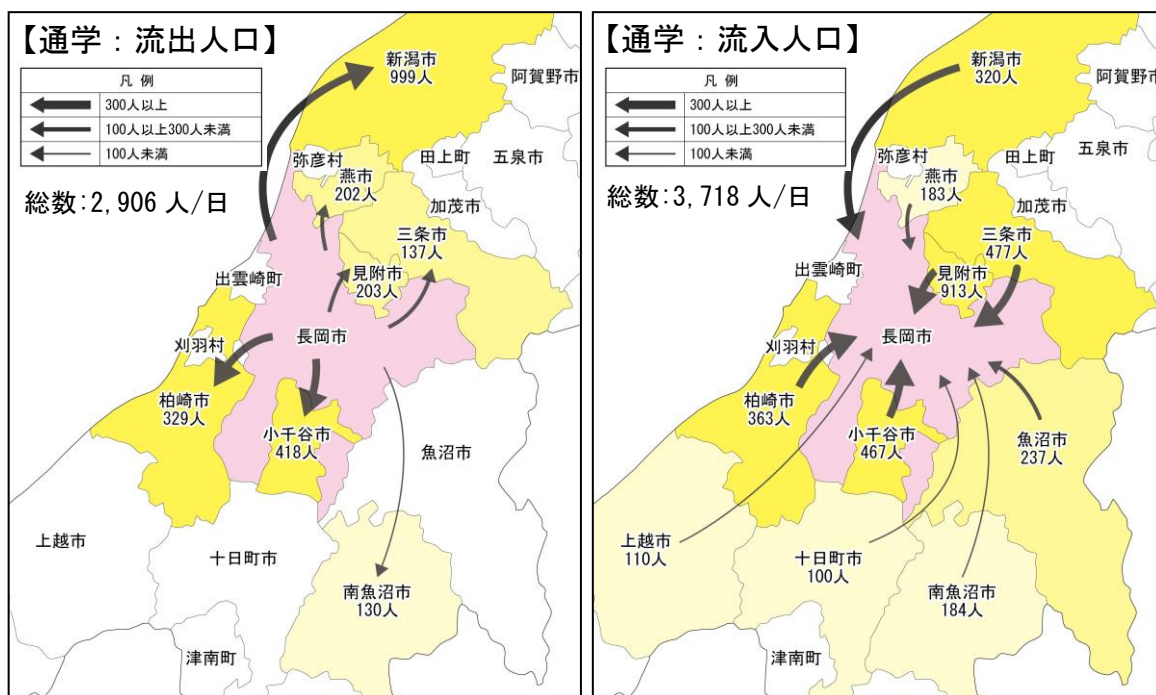 【通学：流出人口】
凡 例
300人以上
100人以上300人未満
100人未満
総数:2,906 人/日
新潟市
999人
阿賀野市
弥彦村
田上町
五泉市
燕市
202人
加茂市
三条市
137人
出雲崎町
見附市
203人
長岡市
刈羽村
柏崎市
329人
小千谷市
418人
魚沼市
上越市
十日町市
南魚沼市
130人
津南町
【通学：流入人口】
凡 例
300人以上
100人以上300人未満
100人未満
総数:3,718 人/日
新潟市
320人
阿賀野市
弥彦村
田上町
五泉市
燕市
183人
加茂市
三条市
477人
出雲崎町
見附市
913人
長岡市
刈羽村
柏崎市
363人
小千谷市
467人
魚沼市
237人
上越市
110人
十日町市
100人
南魚沼市
184人
津南町